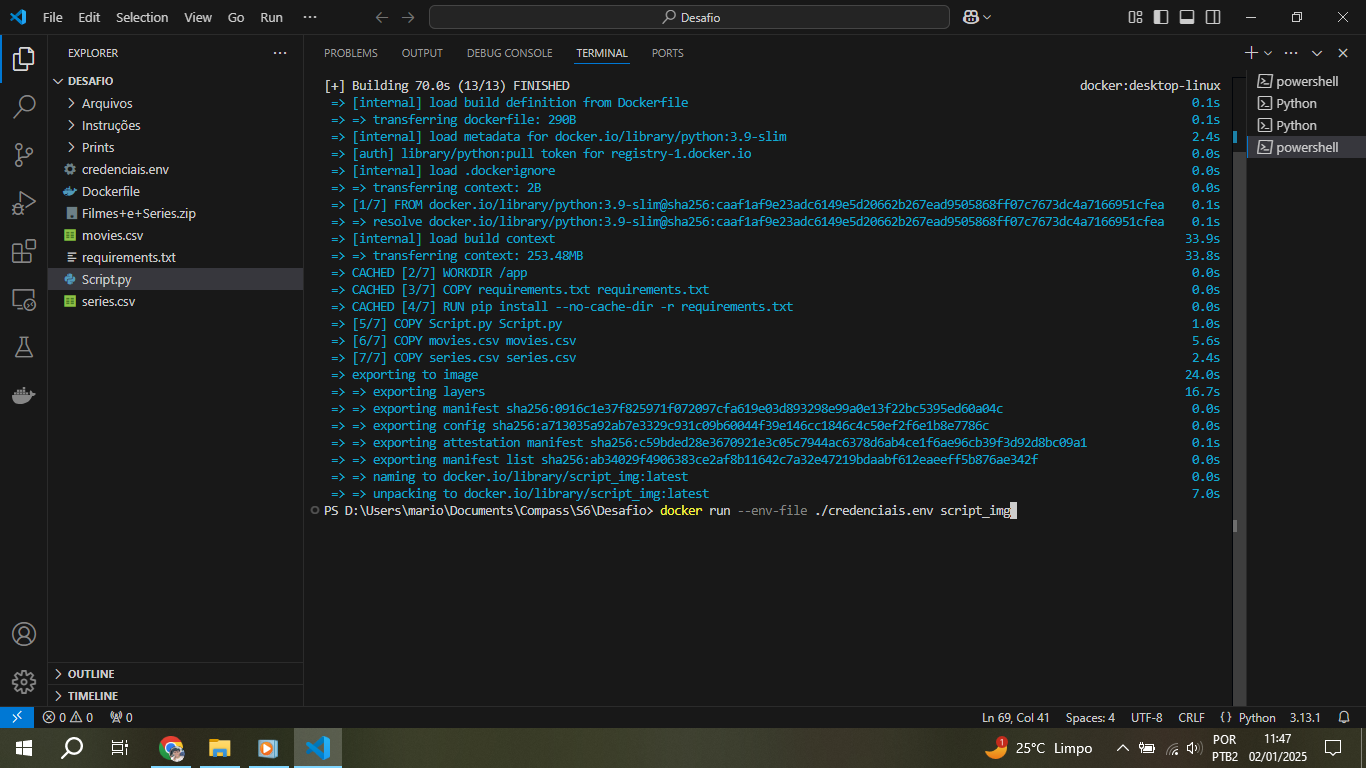 File Edit Selection View Go Run ··· Desafio
EXPLORER ···
DESAFIO
Arquivos
Instruções
Prints
credenciais.env
Dockerfile
Filmes+e+Series.zip
movies.csv
requirements.txt
Script.py
series.csv
OUTLINE
TIMELINE
PROBLEMS OUTPUT DEBUG CONSOLE TERMINAL PORTS
[+] Building 70.0s (13/13) FINISHED docker:desktop-linux
=> [internal] load build definition from Dockerfile 0.1s
=> => transferring dockerfile: 290B 0.1s
=> [internal] load metadata for docker.io/library/python:3.9-slim 2.4s
=> [auth] library/python:pull token for registry-1.docker.io 0.0s
=> [internal] load .dockerignore 0.0s
=> => transferring context: 2B 0.0s
=> [1/7] FROM docker.io/library/python:3.9-slim@sha256:caaf1af9e23adc6149e5d20662b267ead9505868ff07c7673dc4a7166951cfea 0.1s
=> => resolve docker.io/library/python:3.9-slim@sha256:caaf1af9e23adc6149e5d20662b267ead9505868ff07c7673dc4a7166951cfea 0.1s
=> [internal] load build context 33.9s
=> => transferring context: 253.48MB 33.8s
=> CACHED [2/7] WORKDIR /app 0.0s
=> CACHED [3/7] COPY requirements.txt requirements.txt 0.0s
=> CACHED [4/7] RUN pip install --no-cache-dir -r requirements.txt 0.0s
=> [5/7] COPY Script.py Script.py 1.0s
=> [6/7] COPY movies.csv movies.csv 5.6s
=> [7/7] COPY series.csv series.csv 2.4s
=> exporting to image 24.0s
=> => exporting layers 16.7s
=> => exporting manifest sha256:0916c1e37f825971f072097cfa619e03d893298e99a0e13f22bc5395ed60a04c 0.0s
=> => exporting config sha256:a713035a92ab7e3329c931c09b60044f39e146cc1846c4c50ef2f6e1b8e7786c 0.0s
=> => exporting attestation manifest sha256:c59bded28e3670921e3c05c7944ac6378d6ab4ce1f6ae96cb39f3d92d8bc09a1 0.1s
=> => exporting manifest list sha256:ab34029f4906383ce2af8b11642c7a32e47219bdaabf612eaeeff5b876ae342f 0.0s
=> => naming to docker.io/library/script_img:latest 0.0s
=> => unpacking to docker.io/library/script_img:latest 7.0s
PS D:\Users\mario\Documents\Compass\S6\Desafio> docker run --env-file ./credenciais.env script_img
powershell
Python
Python
powershell
0 0 0 Ln 69, Col 41 Spaces: 4 UTF-8 CRLF {} Python 3.13.1
1 25°C Limpo POR PTB2 11:47 02/01/2025